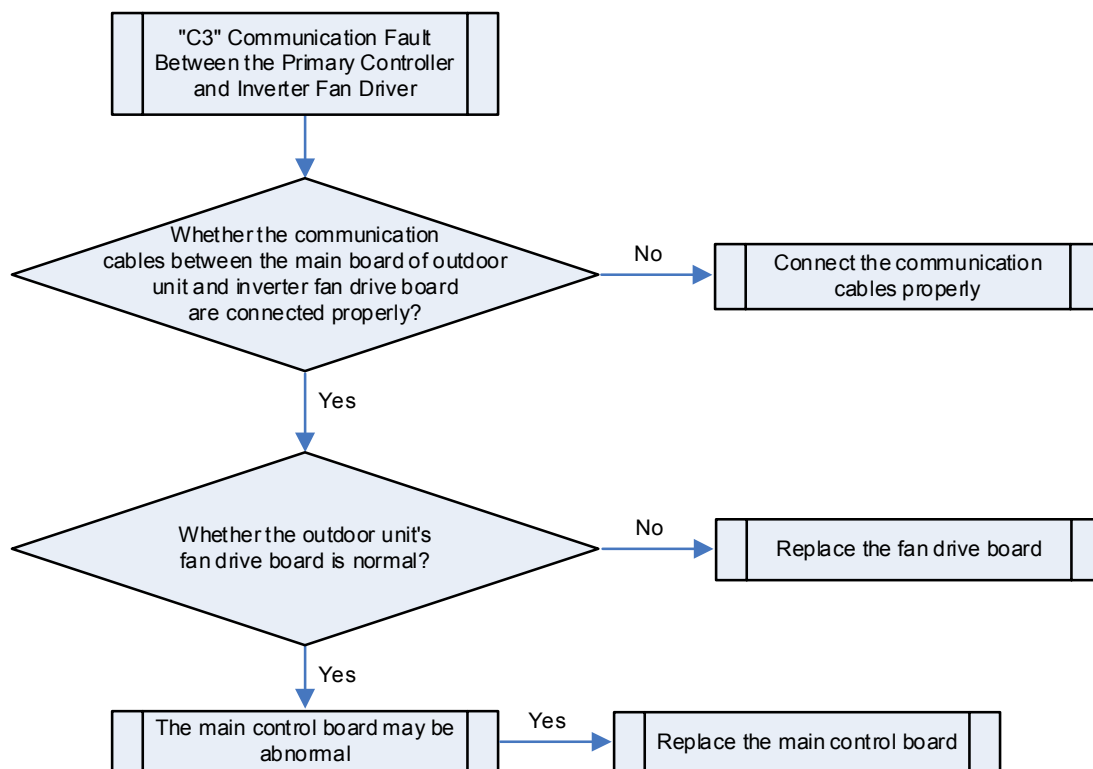 "C3" Communication Fault
Between the Primary Controller
and Inverter Fan Driver
Whether the communication
cables between the main board of outdoor
unit and inverter fan drive board
are connected properly?
No
Connect the communication
cables properly
Yes
Whether the outdoor unit's
fan drive board is normal?
No
Replace the fan drive board
Yes
The main control board may be
abnormal
Yes
Replace the main control board